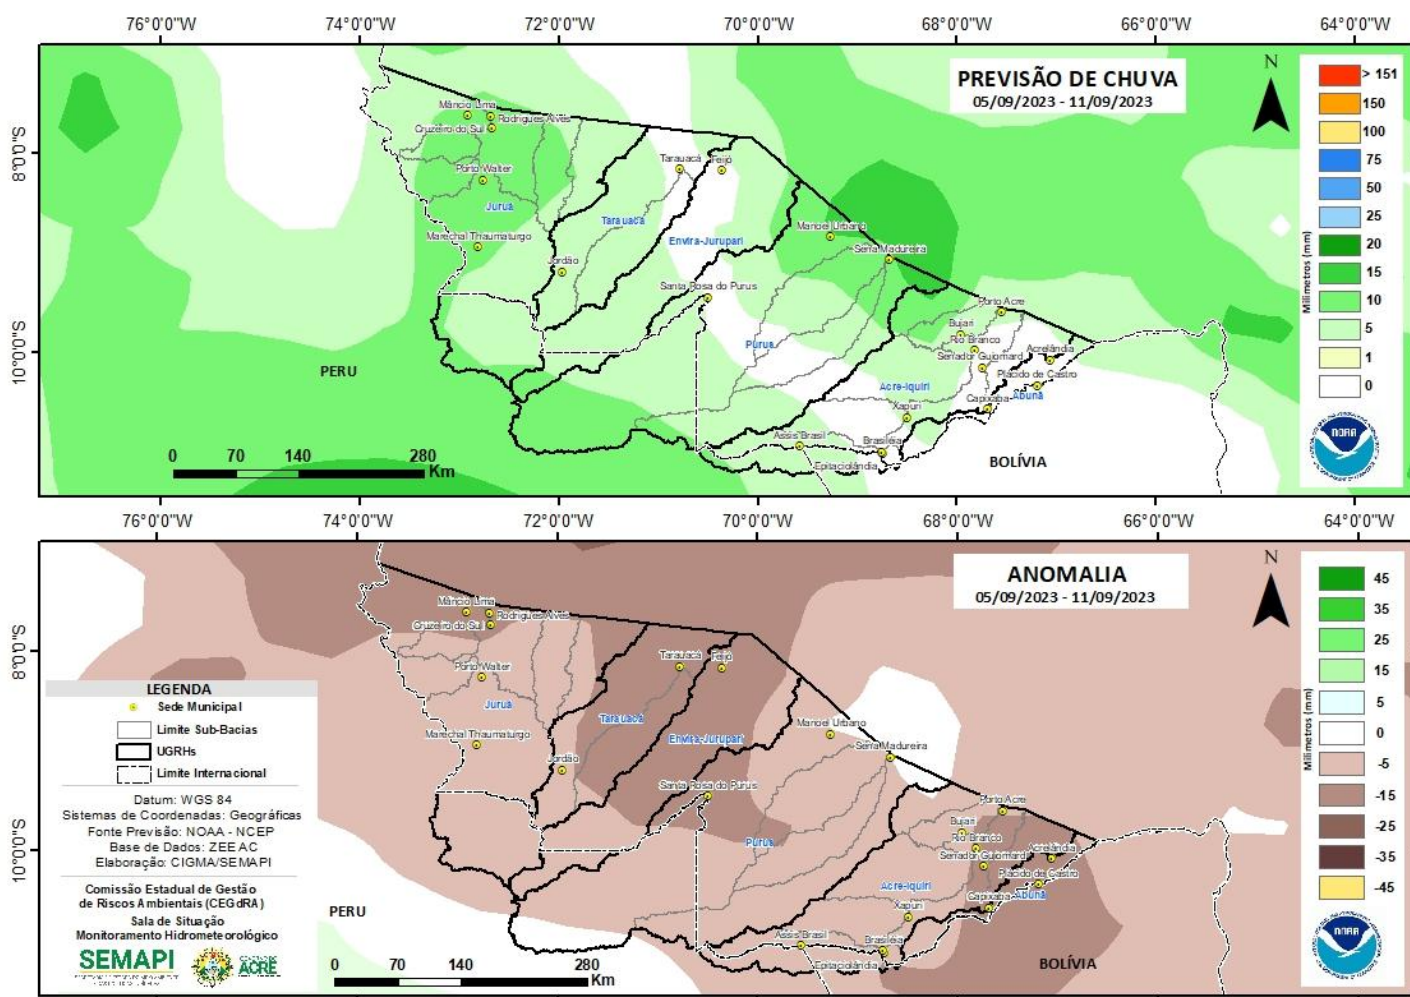 76°0'0"W 74°0'0"W 72°0'0"W 70°0'0"W 68°0'0"W 66°0'0"W 64°0'0"W
PREVISÃO DE CHUVA
05/09/2023 - 11/09/2023
N
> 151
150
100
75
50
25
20
15
10
5
1
0
Milímetros (mm)
NOAA
8°0'0"S
10°0'0"S
Mâncio Lima
Rodrigues Alves
Cruzeiro do Sul
Porto Walter
Juruá
Marechal Thaumaturgo
Tarauacá
Feijó
Tarauacá
Envira-Jurupari
Jordão
Santa Rosa do Purus
Manoel Urbano
Sena Madureira
Purua
Porto Acre
Bujari
Rio Branco
Senador Guiomard
Acrelândia
Plácido de Castro
Acre-Iquiri
Abunã
Xapuri
Capixaba
Assis Brasil
Brasiléia
Epitaciolândia
PERU
BOLÍVIA
0 70 140 280
Km
76°0'0"W 74°0'0"W 72°0'0"W 70°0'0"W 68°0'0"W 66°0'0"W 64°0'0"W
ANOMALIA
05/09/2023 - 11/09/2023
N
45
35
25
15
5
0
-5
-15
-25
-35
-45
Milímetros (mm)
NOAA
8°0'0"S
10°0'0"S
Mâncio Lima
Rodrigues Alves
Cruzeiro do Sul
Porto Walter
Juruá
Marechal Thaumaturgo
Tarauacá
Feijó
Tarauacá
Envira-Jurupari
Jordão
Santa Rosa do Purus
Manoel Urbano
Sena Madureira
Purua
Porto Acre
Bujari
Rio Branco
Senador Guiomard
Acrelândia
Plácido de Castro
Acre-Iquiri
Abunã
Xapuri
Capixaba
Assis Brasil
Brasiléia
Epitaciolândia
PERU
BOLÍVIA
0 70 140 280
Km
LEGENDA
Sede Municipal
Limite Sub-Bacias
UGRHs
Limite Internacional
Datum: WGS 84
Sistemas de Coordenadas: Geográficas
Fonte Previsão: NOAA - NCEP
Base de Dados: ZEE AC
Elaboração: CIGMA/SEMAPI
Comissão Estadual de Gestão
de Riscos Ambientais (CEGdRA)
Sala de Situação
Monitoramento Hidrometeorológico
SEMAPI
ACRE